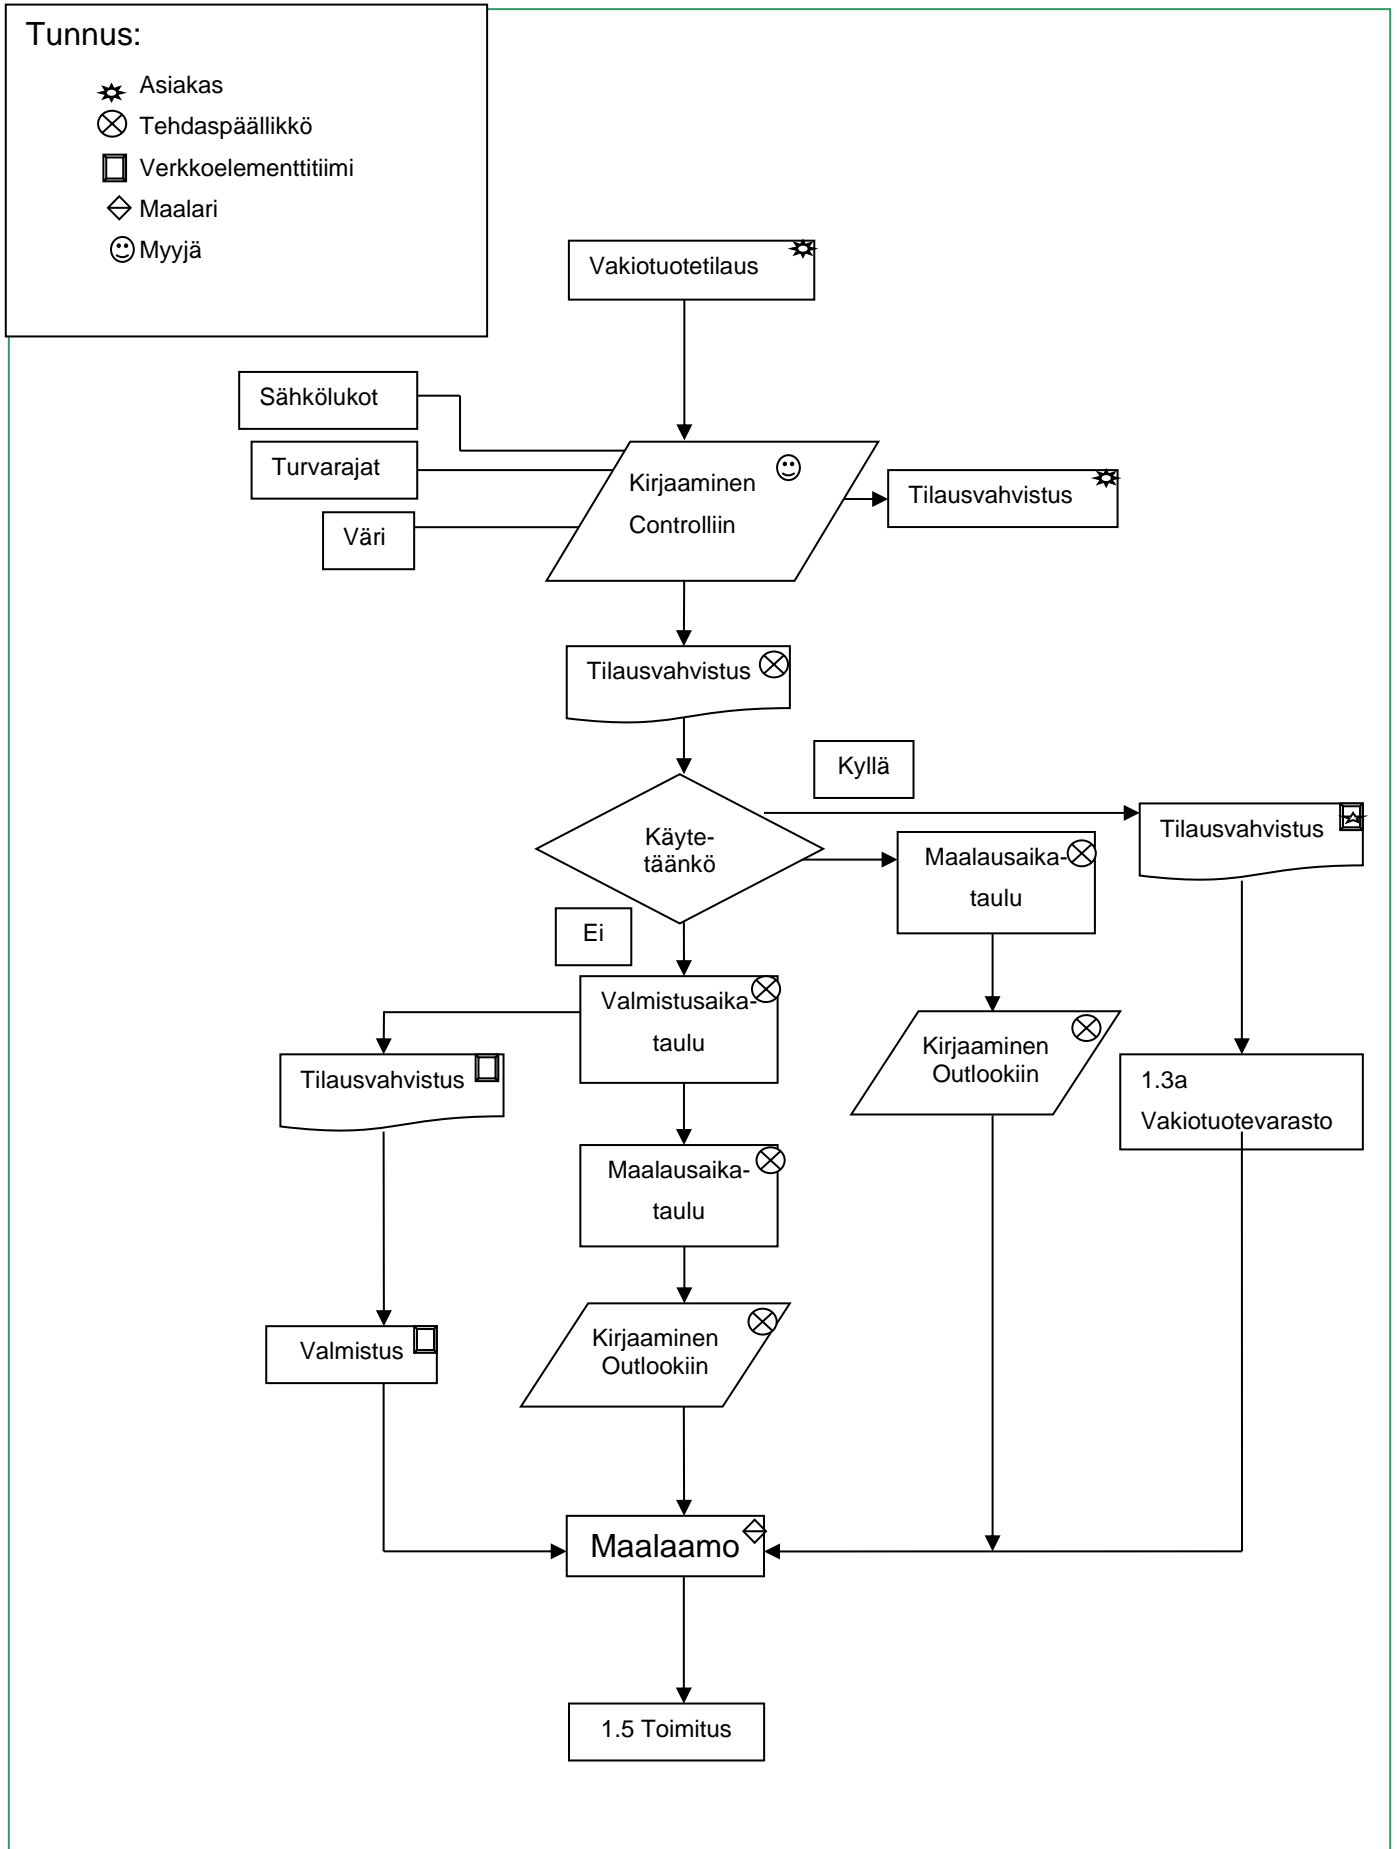 Tunnus:
Asiakas
Tehdaspäällikkö
Verkkoelementtitiimi
Maalari
Myyjä
Vakiotuotetilaus
Sähkölukot
Turvarajat
Väri
Kirjaaminen
Controlliin
Tilausvahvistus
Tilausvahvistus
Kyllä
Käyte-
täänkö
Tilausvahvistus
Maalausaika-
taulu
Ei
Valmistusaika-
taulu
Kirjaaminen
Outlookiin
Tilausvahvistus
1.3a
Vakiotuotevarasto
Maalausaika-
taulu
Valmistus
Kirjaaminen
Outlookiin
Maalaamo
1.5 Toimitus